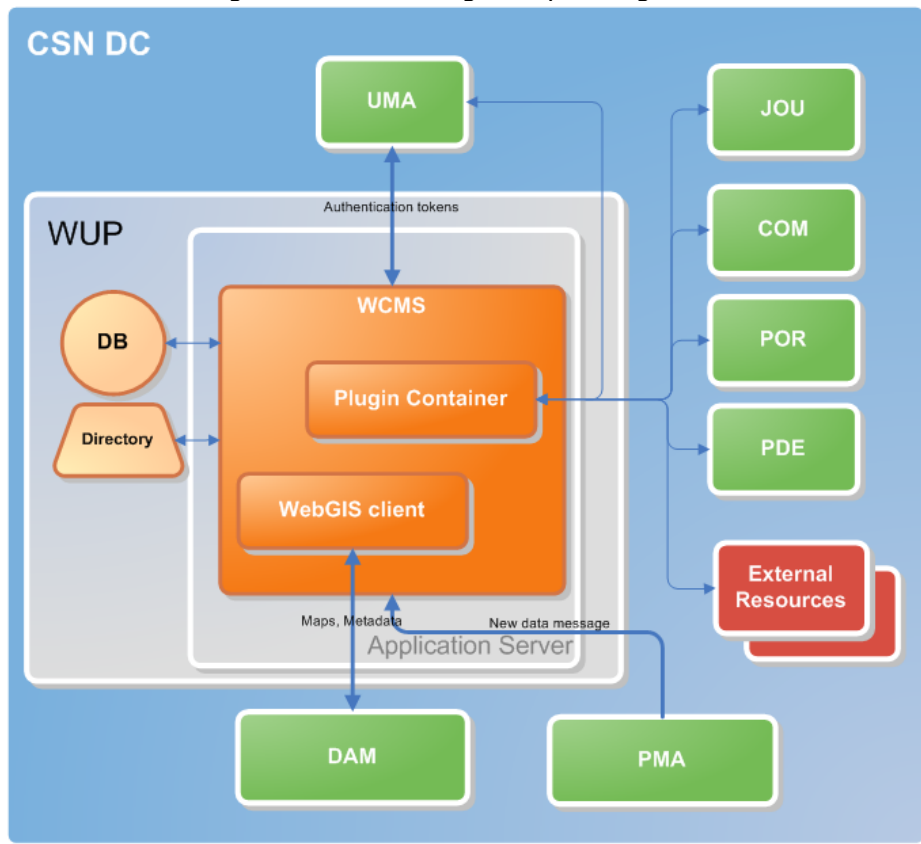 CSN DC
UMA
JOU
Authentication tokens
WUP
COM
WCMS
DB
POR
Plugin Container
Directory
PDE
WebGIS client
External
Resources
Maps, Metadata
New data message
Application Server
DAM
PMA